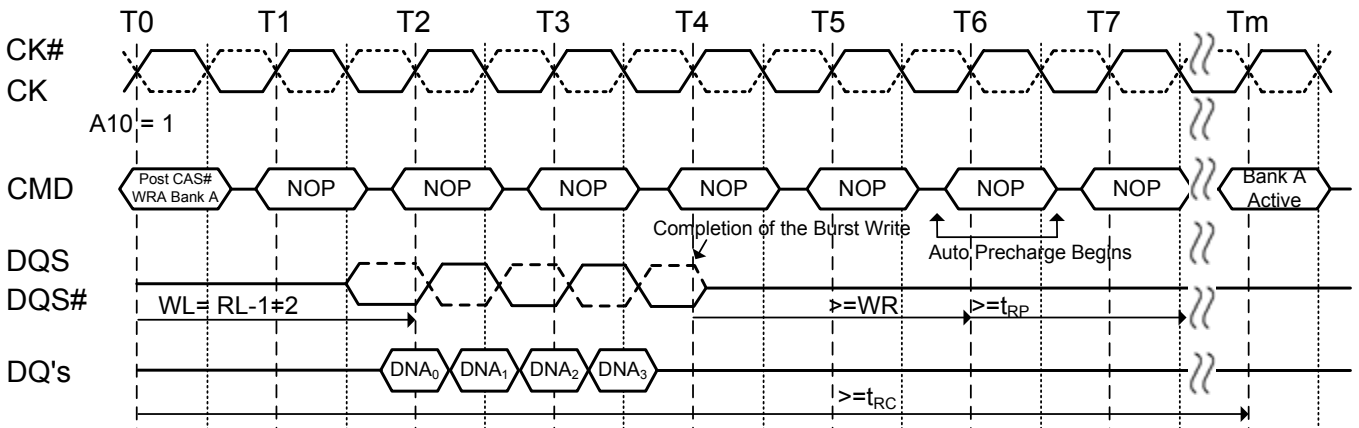 T0 T1 T2 T3 T4 T5 T6 T7 Tm
CK#
CK
A10 = 1
CMD
Post CAS#
WRA Bank A
NOP NOP NOP NOP NOP NOP NOP
Bank A
Active
Completion of the Burst Write
Auto Precharge Begins
DQS
DQS#
WL= RL-1=2
>=WR
>=tRP
DQ's
DNA0 DNA1 DNA2 DNA3
>=tRC